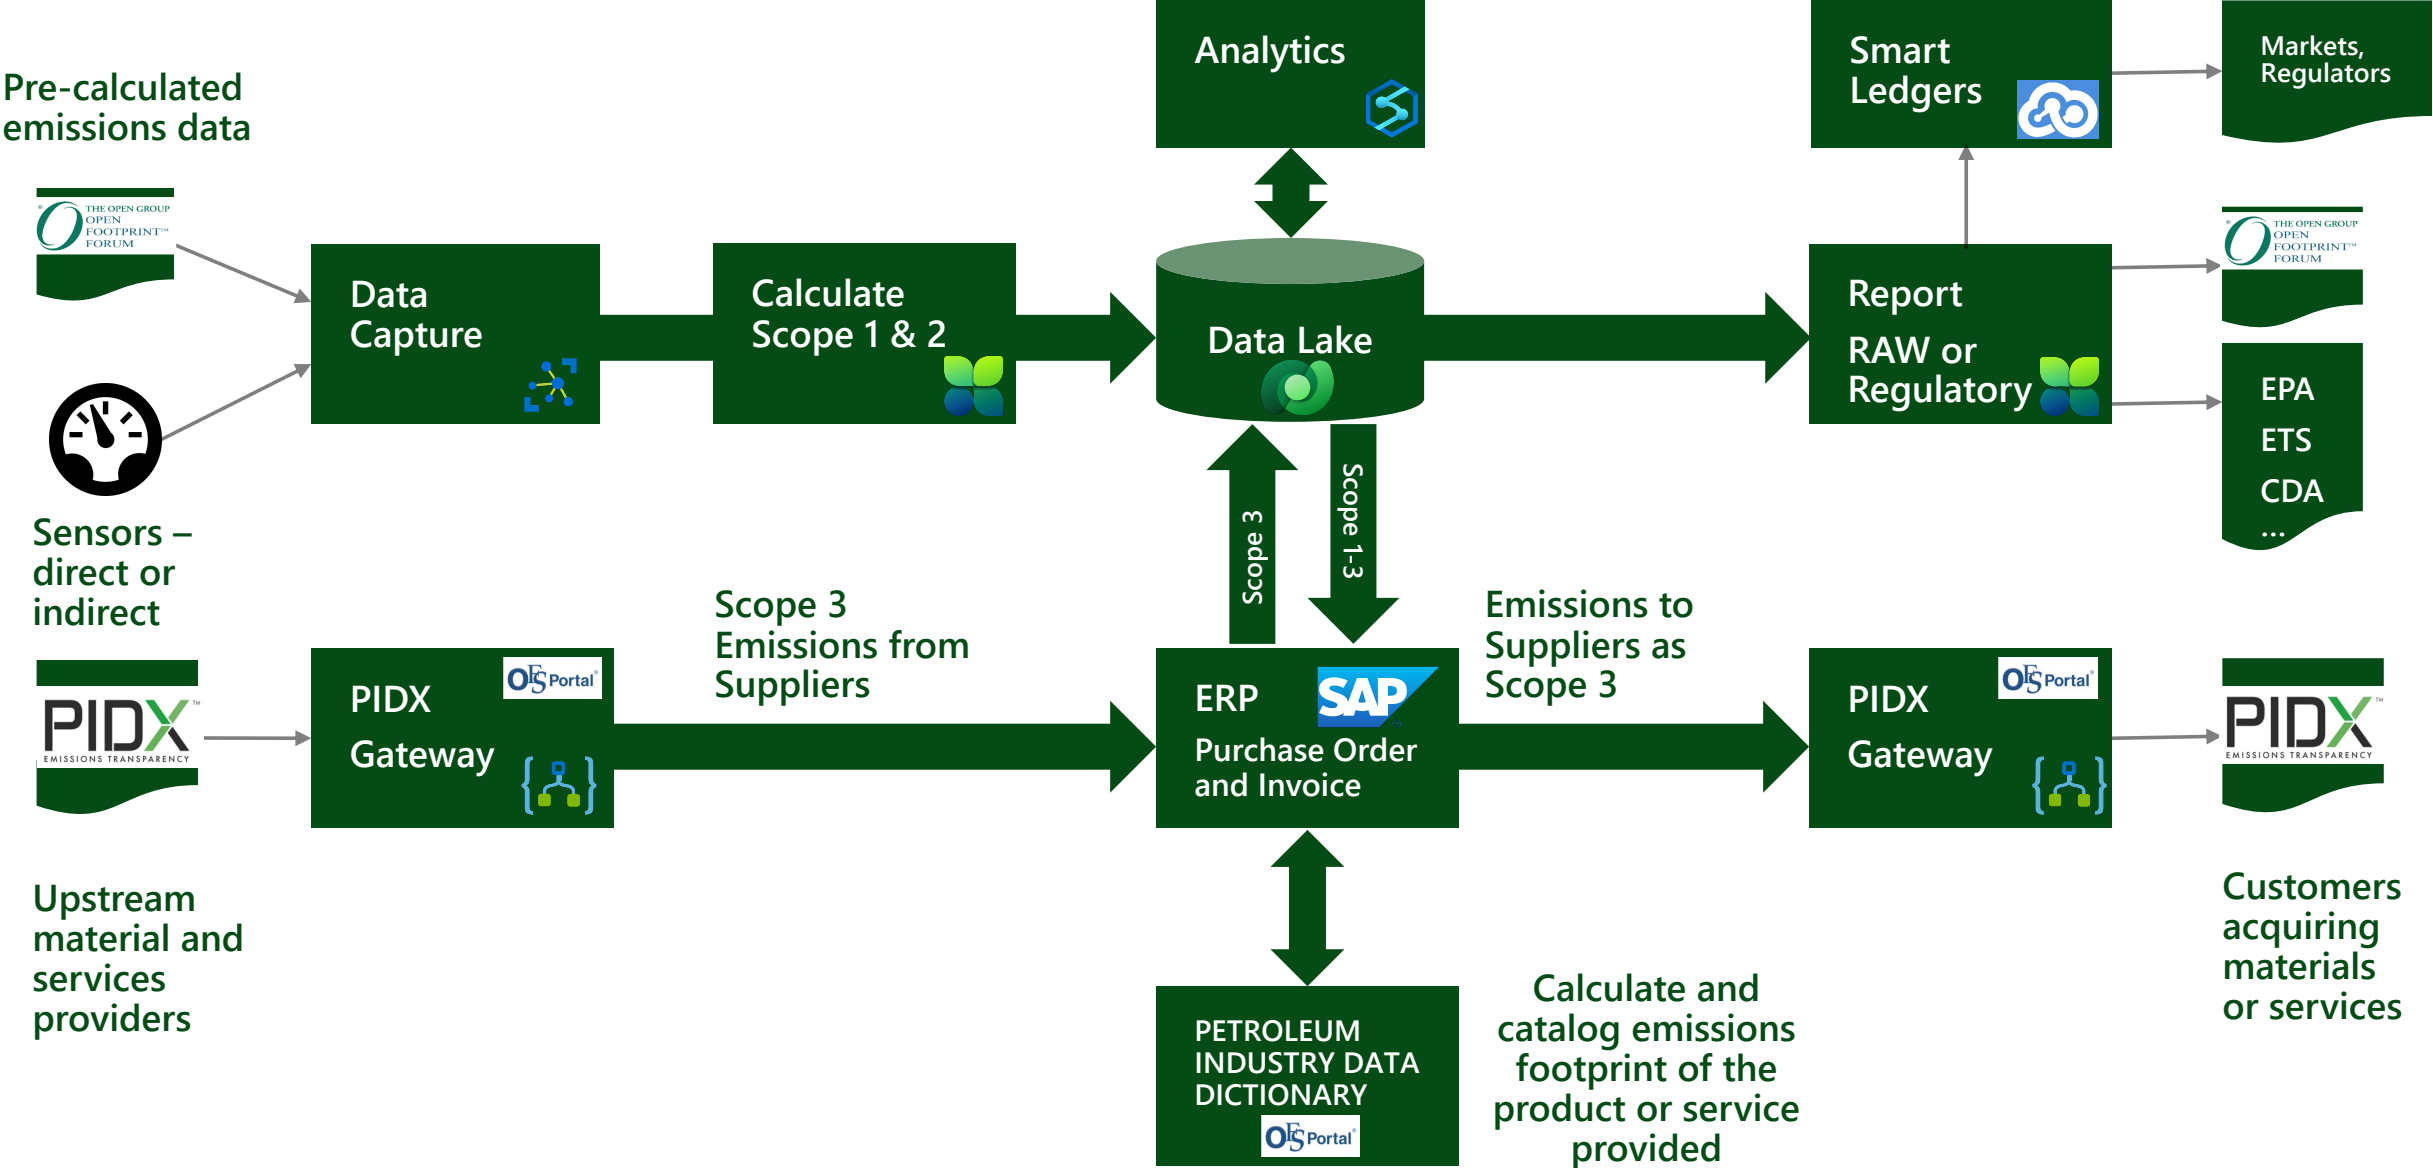 Pre-calculated
emissions data
® THE OPEN GROUP
OPEN
FOOTPRINT™
FORUM
Sensors –
direct or
indirect
PIDX™
EMISSIONS TRANSPARENCY
Upstream
material and
services
providers
Data
Capture
Calculate
Scope 1 & 2
Analytics
Data Lake
Scope 3
Scope 1-3
Smart
Ledgers
Markets,
Regulators
Report
RAW or
Regulatory
® THE OPEN GROUP
OPEN
FOOTPRINT™
FORUM
EPA
ETS
CDA
...
PIDX
Gateway
OFS Portal®
Scope 3
Emissions from
Suppliers
ERP
SAP
Purchase Order
and Invoice
Emissions to
Suppliers as
Scope 3
PIDX
Gateway
OFS Portal®
PIDX™
EMISSIONS TRANSPARENCY
Customers
acquiring
materials
or services
PETROLEUM
INDUSTRY DATA
DICTIONARY
OFS Portal®
Calculate and
catalog emissions
footprint of the
product or service
provided